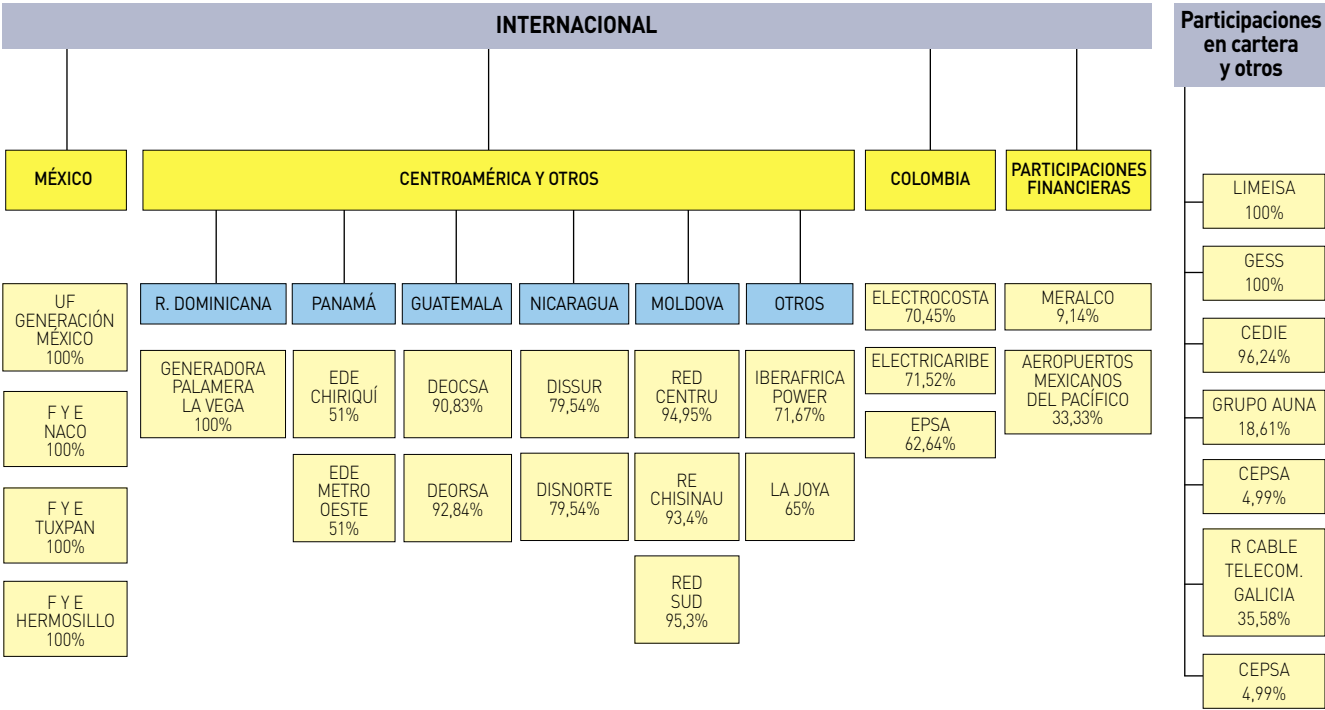 INTERNACIONAL
MÉXICO
UF
GENERACIÓN
MÉXICO
100%
F Y E
NACO
100%
F Y E
TUXPAN
100%
F Y E
HERMOSILLO
100%
CENTROAMÉRICA Y OTROS
R. DOMINICANA
GENERADORA
PALAMERA
LA VEGA
100%
PANAMÁ
EDE
CHIRIQUÍ
51%
EDE
METRO
OESTE
51%
GUATEMALA
DEOCSA
90,83%
DEORSA
92,84%
NICARAGUA
DISSUR
79,54%
DISNORTE
79,54%
MOLDOVA
RED
CENTRU
94,95%
RE
CHISINAU
93,4%
RED
SUD
95,3%
OTROS
IBERAFRICA
POWER
71,67%
LA JOYA
65%
COLOMBIA
ELECTROCOSTA
70,45%
ELECTRICARIBE
71,52%
EPSA
62,64%
PARTICIPACIONES
FINANCIERAS
MERALCO
9,14%
AEROPUERTOS
MEXICANOS
DEL PACÍFICO
33,33%
Participaciones
en cartera
y otros
LIMEISA
100%
GESS
100%
CEDIE
96,24%
GRUPO AUNA
18,61%
CEPSA
4,99%
R CABLE
TELECOM.
GALICIA
35,58%
CEPSA
4,99%